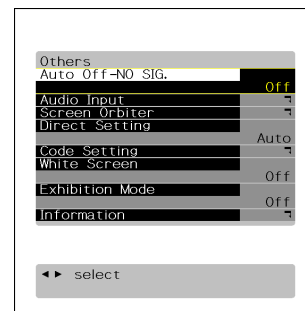 Others
Auto Off-NO SIG.
Off
Audio Input
Screen Orbiter
Direct Setting
Auto
Code Setting
White Screen
Off
Exhibition Mode
Off
Information
◄ ► select